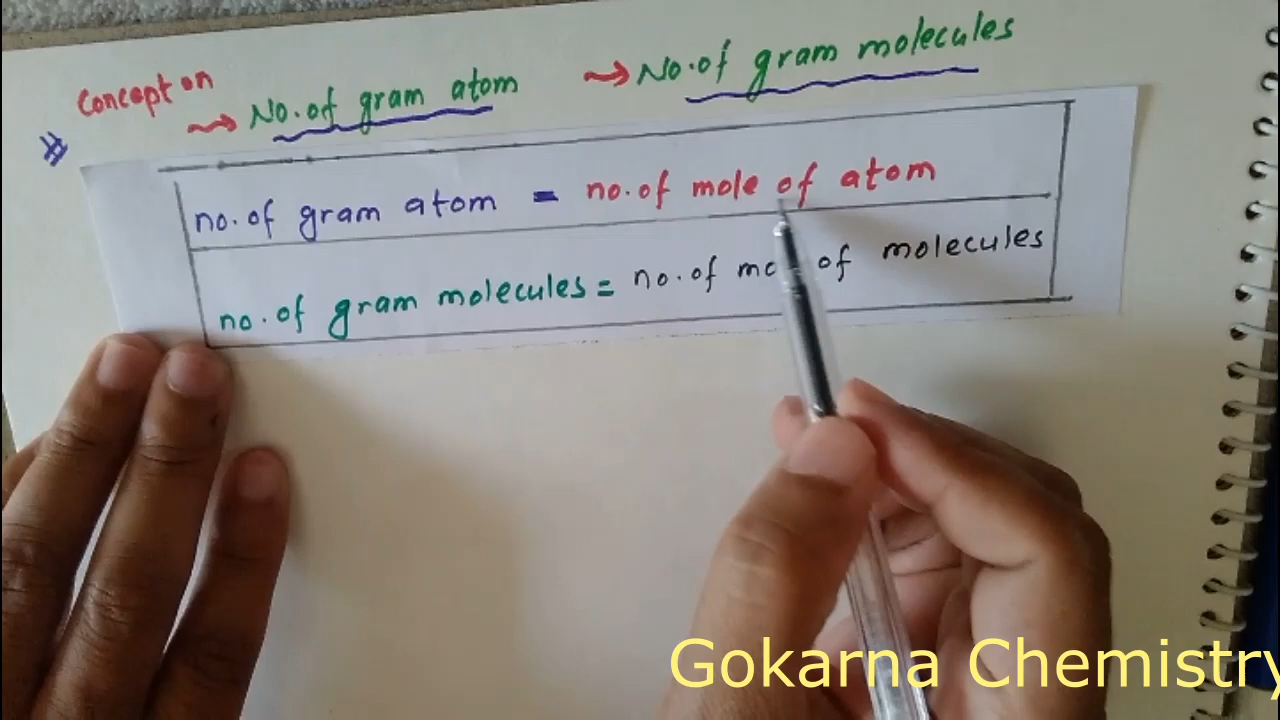 Concept on
→ No. of gram atom → No. of gram molecules
#
no. of gram atom = no. of mole of atom
no. of gram molecules = no. of of molecules
Gokarna Chemistry